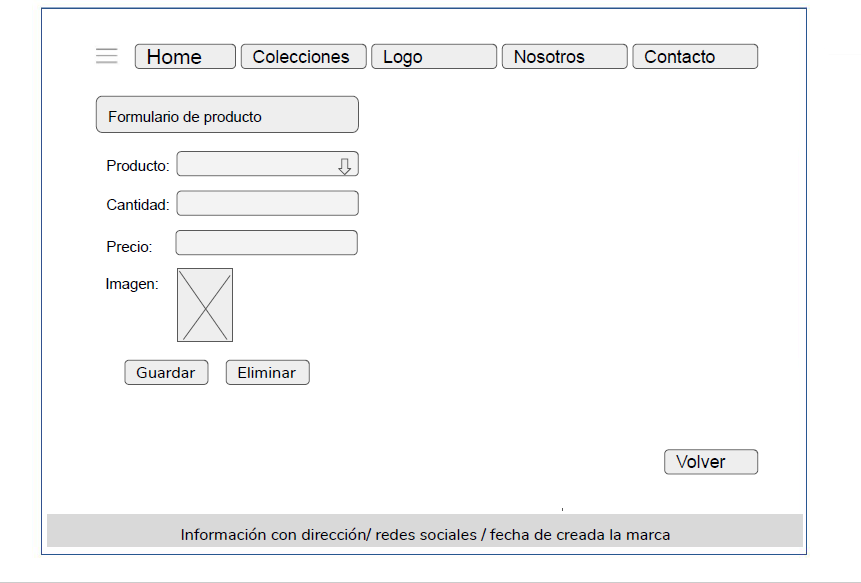 Home Colecciones Logo Nosotros Contacto
Formulario de producto
Producto:
Cantidad:
Precio:
Imagen:
Guardar Eliminar
Volver
Información con dirección/ redes sociales / fecha de creada la marca